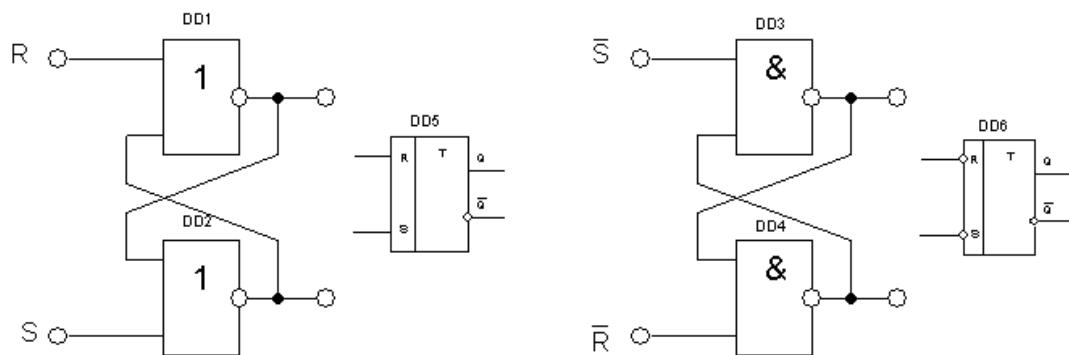 DD1
R
1
DD2
1
S
DD5
R
T
Q
Q̅
S
DD3
S̅
&
DD4
&
R̅
DD6
R
T
Q
Q̅
S